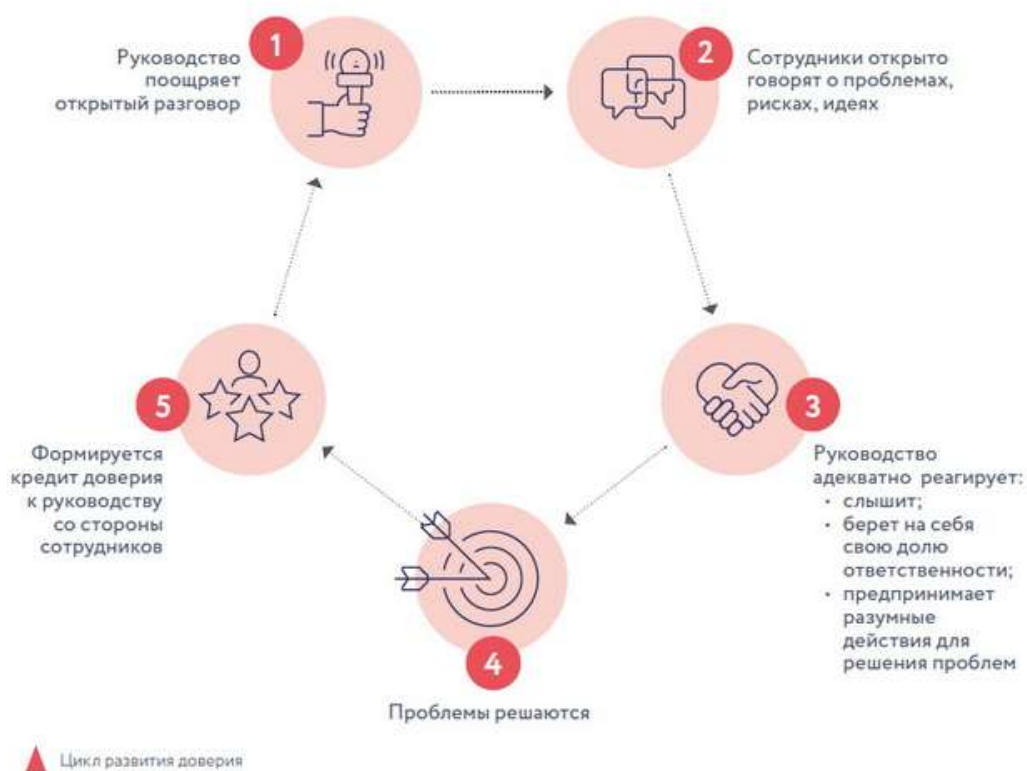 1
Руководство
поощряет
открытый разговор
2
Сотрудники открыто
говорят о проблемах,
рисках, идеях
3
Руководство
адекватно реагирует:
• слышит;
• берет на себя
свою долю
ответственности;
• предпринимает
разумные
действия для
решения проблем
4
Проблемы решаются
5
Формируется
кредит доверия
к руководству
со стороны
сотрудников
Цикл развития доверия